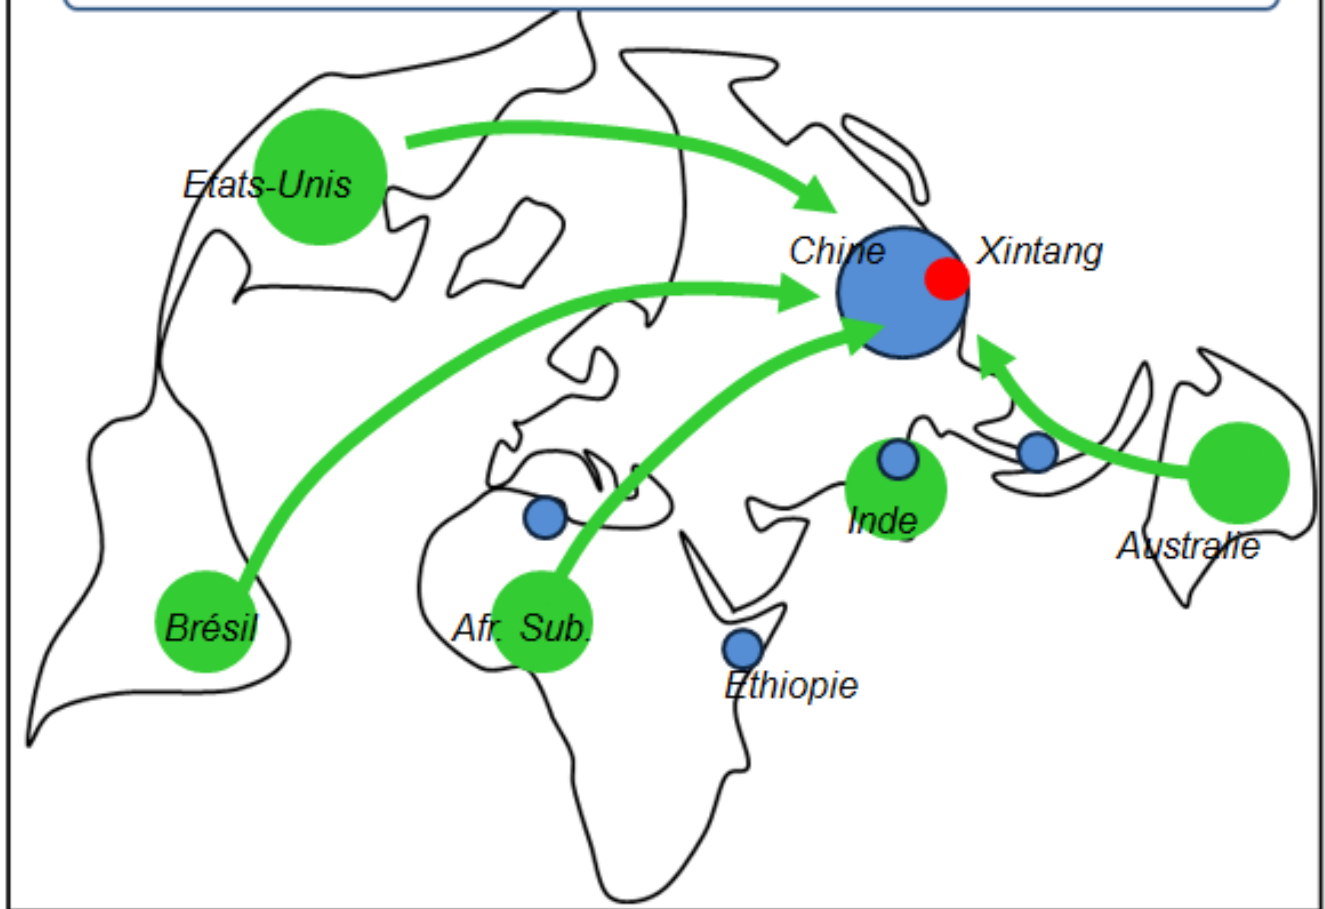 Etats-Unis
Chine
Xintang
Inde
Australie
Brésil
Afr. Sub.
Ethiopie